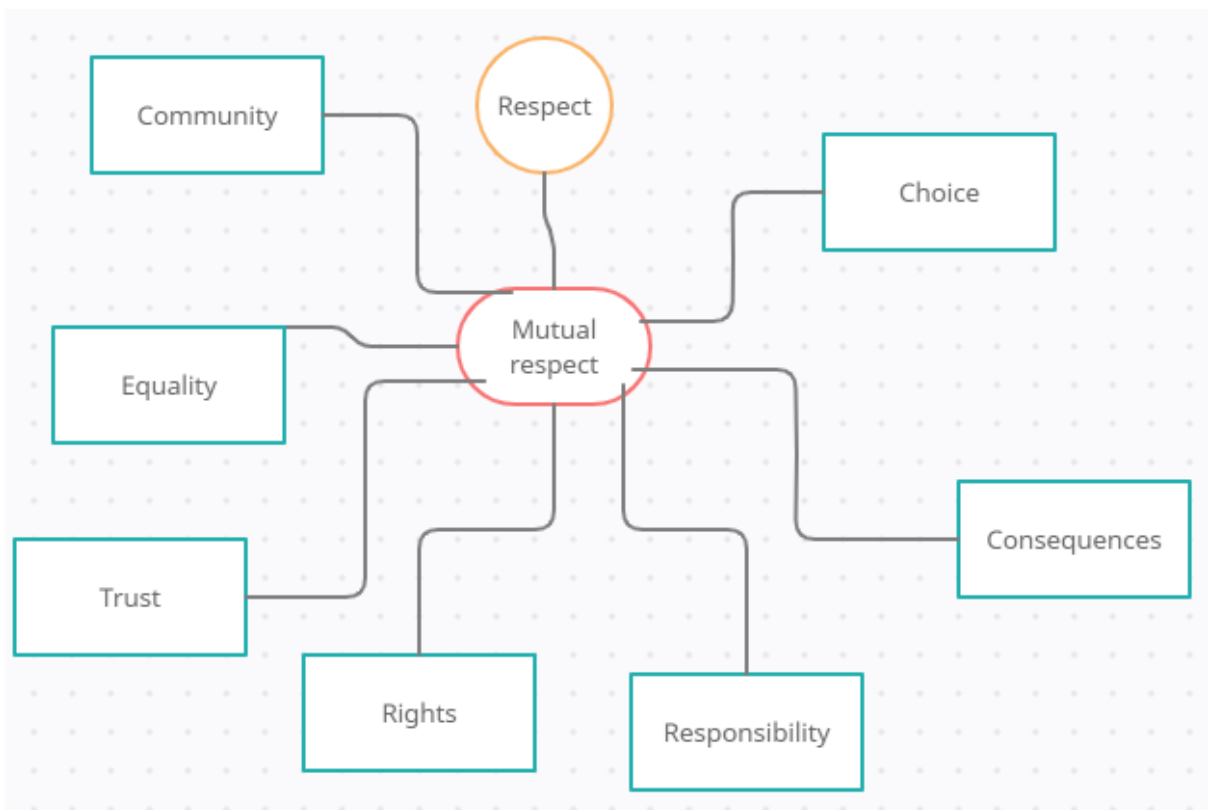 Respect
Community
Choice
Mutual
respect
Equality
Consequences
Trust
Rights
Responsibility